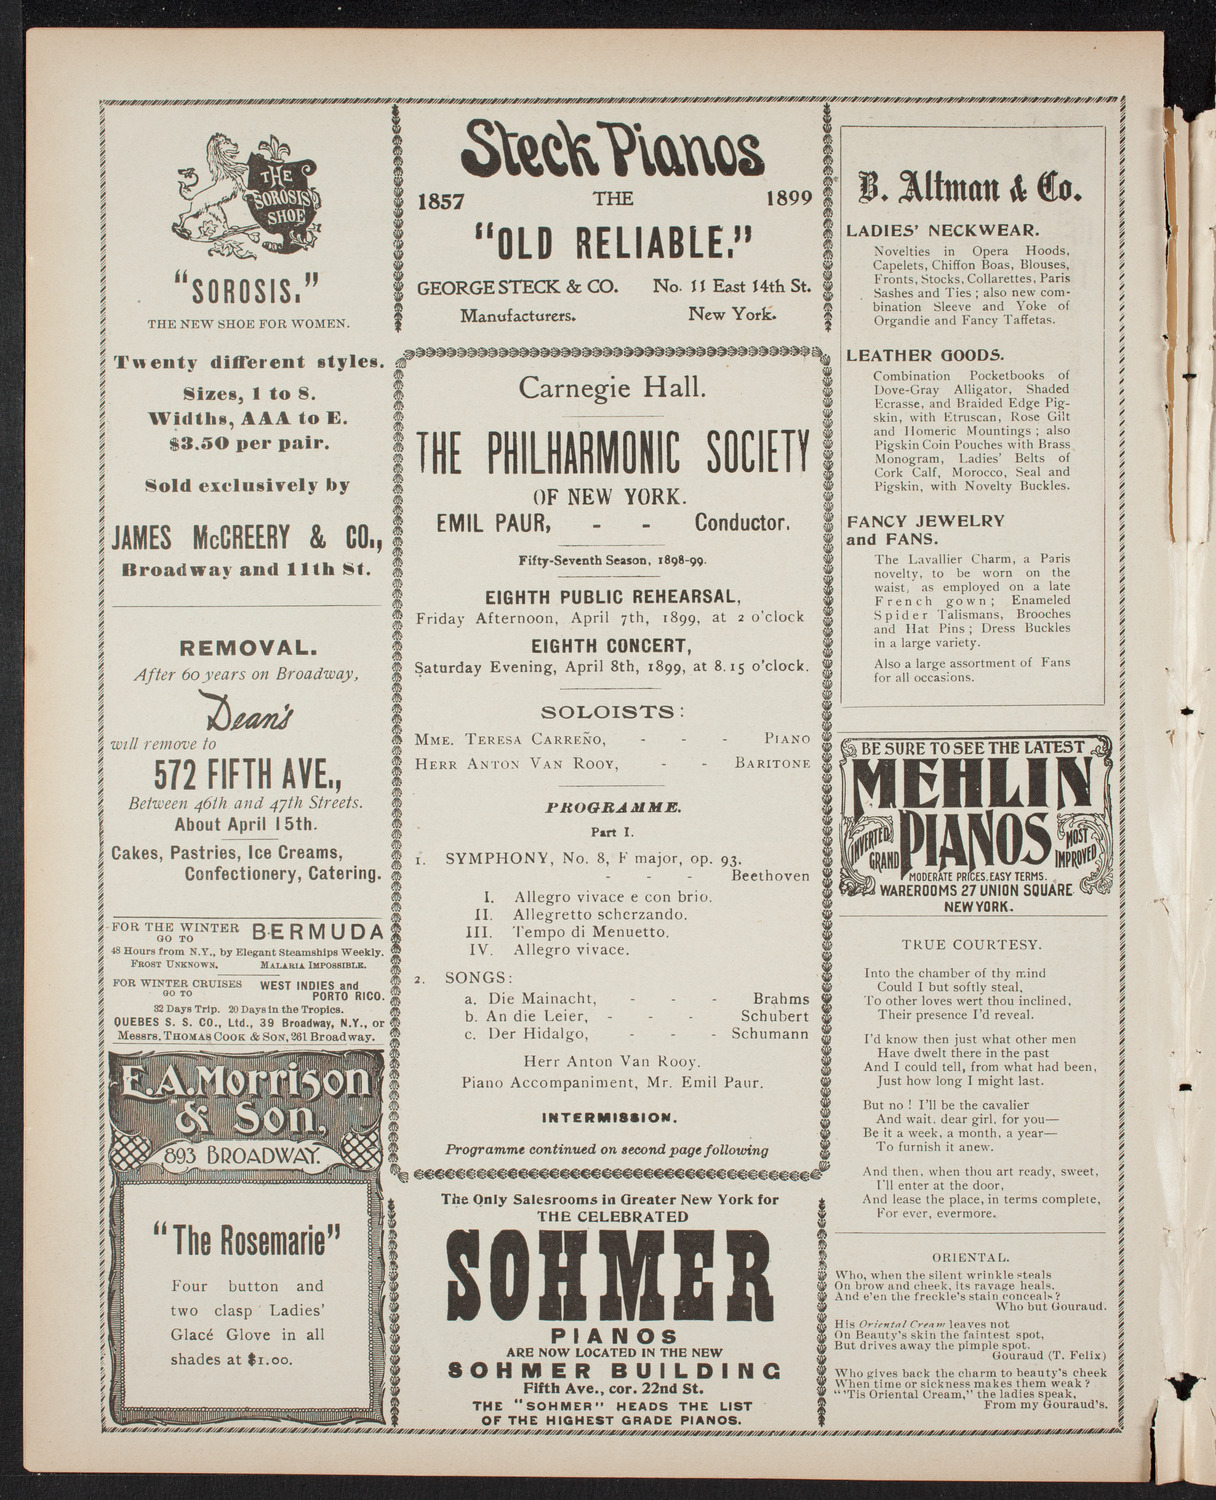 THE
SOROSIS
SHOE
"SOROSIS."
THE NEW SHOE FOR WOMEN.
Twenty different styles.
Sizes, 1 to 8.
Widths, AAA to E.
$3.50 per pair.
Sold exclusively by
JAMES McCREERY & CO.,
Broadway and 11th St.
REMOVAL.
After 60 years on Broadway,
Dean's
will remove to
572 FIFTH AVE.,
Between 46th and 47th Streets.
About April 15th.
Cakes, Pastries, Ice Creams,
Confectionery, Catering.
FOR THE WINTER
GO TO
BERMUDA
48 Hours from N.Y., by Elegant Steamships Weekly.
FROST UNKNOWN. MALARIA IMPOSSIBLE.
FOR WINTER CRUISES
GO TO
WEST INDIES and
PORTO RICO.
32 Days Trip. 20 Days in the Tropics.
QUEBES S. S. CO., Ltd., 39 Broadway, N.Y., or
Messrs. THOMAS COOK & SON, 261 Broadway.
E.A.Morrison
& Son,
893 BROADWAY.
"The Rosemarie"
Four button and
two clasp Ladies'
Glacé Glove in all
shades at $1.00.
Steck Pianos
1857 THE 1899
"OLD RELIABLE."
GEORGE STECK & CO. No. 11 East 14th St.
Manufacturers. New York.
Carnegie Hall.
THE PHILHARMONIC SOCIETY
OF NEW YORK.
EMIL PAUR, - - Conductor.
Fifty-Seventh Season, 1898-99.
EIGHTH PUBLIC REHEARSAL,
Friday Afternoon, April 7th, 1899, at 2 o'clock
EIGHTH CONCERT,
Saturday Evening, April 8th, 1899, at 8.15 o'clock.
SOLOISTS:
MME. TERESA CARREÑO, - - - PIANO
HERR ANTON VAN ROOY, - - BARITONE
PROGRAMME.
Part I.
1. SYMPHONY, No. 8, F major, op. 93.
- - - Beethoven
I. Allegro vivace e con brio.
II. Allegretto scherzando.
III. Tempo di Menuetto.
IV. Allegro vivace.
2. SONGS:
a. Die Mainacht, - - - Brahms
b. An die Leier, - - - Schubert
c. Der Hidalgo, - - - Schumann
Herr Anton Van Rooy.
Piano Accompaniment, Mr. Emil Paur.
INTERMISSION.
Programme continued on second page following
The Only Salesrooms in Greater New York for
THE CELEBRATED
SOHMER
PIANOS
ARE NOW LOCATED IN THE NEW
SOHMER BUILDING
Fifth Ave., cor. 22nd St.
THE "SOHMER" HEADS THE LIST
OF THE HIGHEST GRADE PIANOS.
B. Altman & Co.
LADIES' NECKWEAR.
Novelties in Opera Hoods,
Capelets, Chiffon Boas, Blouses,
Fronts, Stocks, Collarettes, Paris
Sashes and Ties; also new com-
bination Sleeve and Yoke of
Organdie and Fancy Taffetas.
LEATHER GOODS.
Combination Pocketbooks of
Dove-Gray Alligator, Shaded
Ecrasse, and Braided Edge Pig-
skin, with Etruscan, Rose Gilt
and Homeric Mountings; also
Pigskin Coin Pouches with Brass
Monogram, Ladies' Belts of
Cork Calf, Morocco, Seal and
Pigskin, with Novelty Buckles.
FANCY JEWELRY
and FANS.
The Lavallier Charm, a Paris
novelty, to be worn on the
waist, as employed on a late
French gown; Enameled
Spider Talismans, Brooches
and Hat Pins; Dress Buckles
in a large variety.
Also a large assortment of Fans
for all occasions.
BE SURE TO SEE THE LATEST
MEHLIN
INVERTED
GRAND
PIANOS
MOST
IMPROVED
MODERATE PRICES. EASY TERMS.
WAREROOMS 27 UNION SQUARE
NEW YORK.
TRUE COURTESY.
Into the chamber of thy mind
Could I but softly steal,
To other loves wert thou inclined,
Their presence I'd reveal.
I'd know then just what other men
Have dwelt there in the past
And I could tell, from what had been,
Just how long I might last.
But no! I'll be the cavalier
And wait, dear girl, for you—
Be it a week, a month, a year—
To furnish it anew.
And then, when thou art ready, sweet,
I'll enter at the door,
And lease the place, in terms complete,
For ever, evermore.
ORIENTAL.
Who, when the silent wrinkle steals
On brow and cheek, its ravage heals,
And e'en the freckle's stain conceals?
Who but Gouraud.
His Oriental Cream leaves not
On Beauty's skin the faintest spot,
But drives away the pimple spot.
Gouraud (T. Felix)
Who gives back the charm to beauty's cheek
When time or sickness makes them weak?
"'Tis Oriental Cream," the ladies speak,
From my Gouraud's.